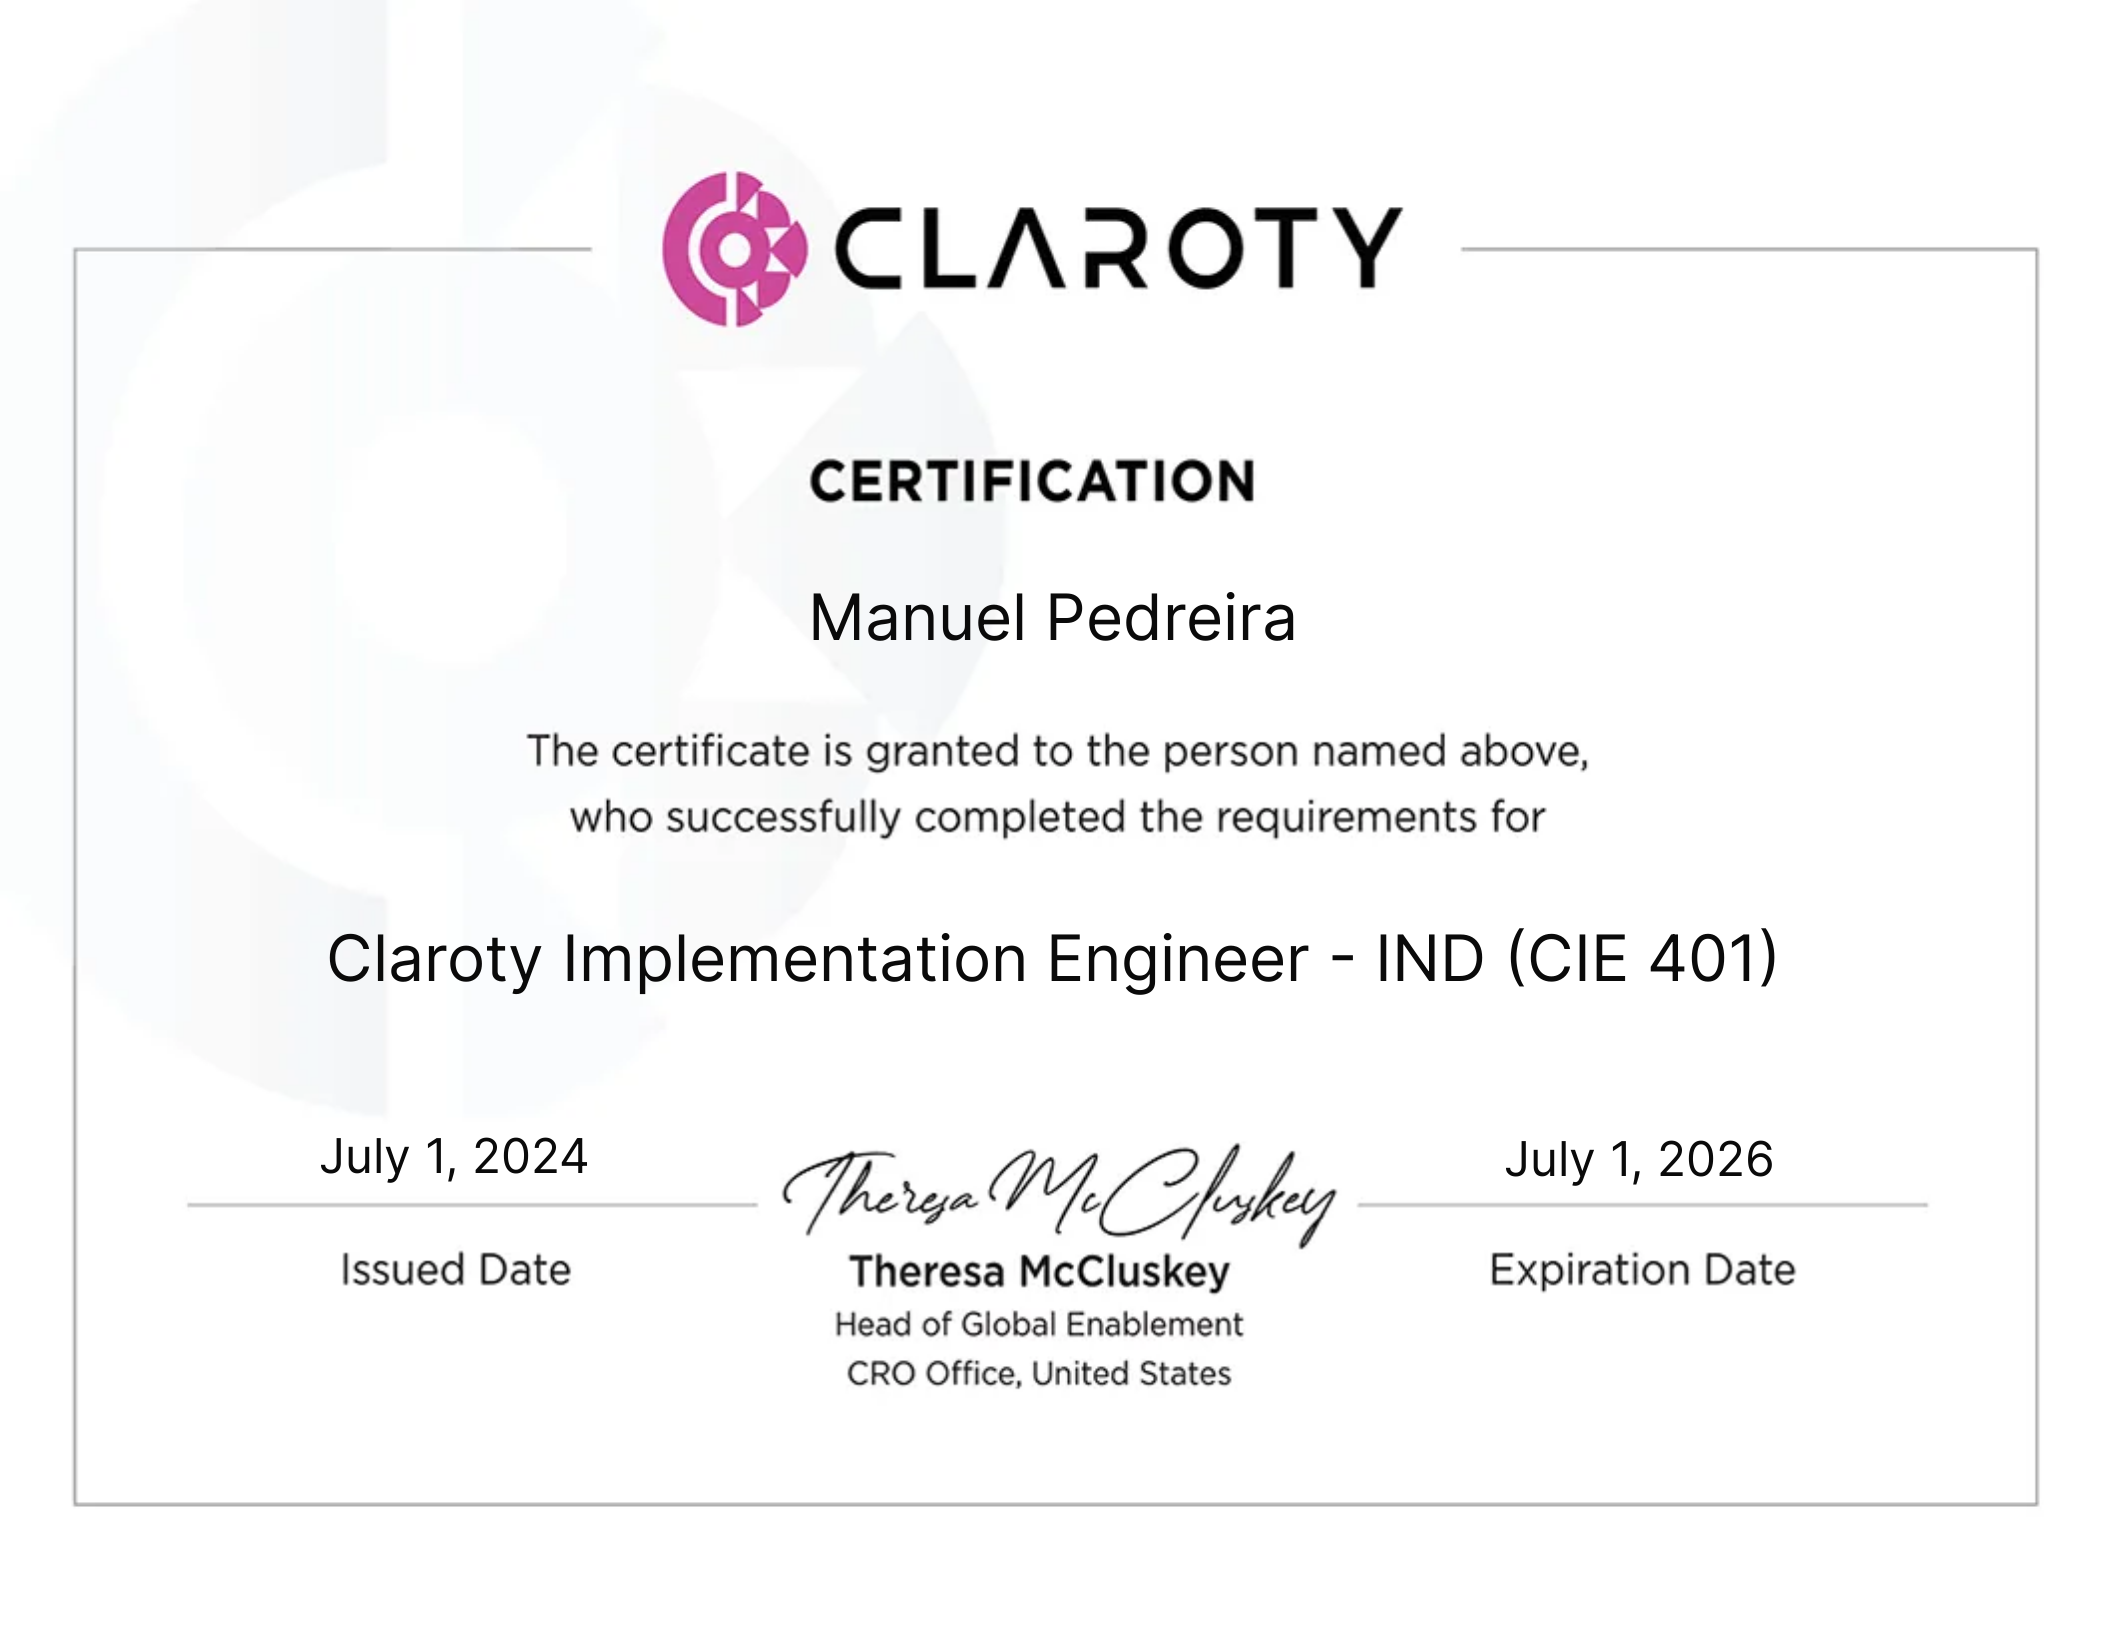 CLAROTY
CERTIFICATION
Manuel Pedreira
The certificate is granted to the person named above,
who successfully completed the requirements for
Claroty Implementation Engineer - IND (CIE 401)
July 1, 2024
Theresa McCluskey
July 1, 2026
Issued Date
Theresa McCluskey
Expiration Date
Head of Global Enablement
CRO Office, United States